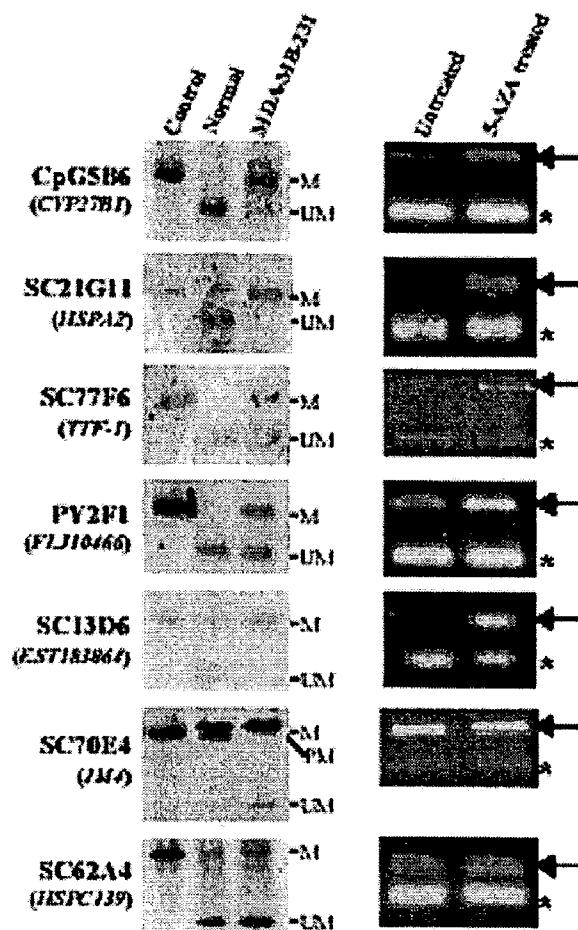 Control Normal MDA-MB-231 Untreated 5-AZA treated
CpG5B6
(CYP27B1)
M
UM
*
SC21G11
(HSPA2)
M
UM
*
SC77F6
(TTF-1)
M
UM
*
PY2F1
(FLJ10466)
M
UM
*
SC13D6
(EST183864)
M
UM
*
SC70E4
(JM4)
M
PM
UM
*
SC62A4
(HSPC139)
M
UM
*